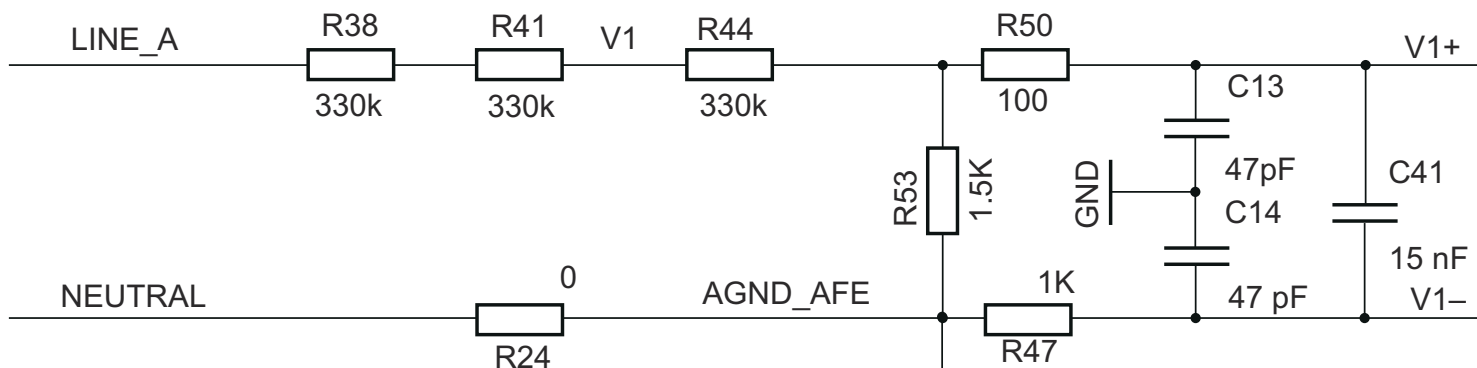 LINE_A
R38
330k
R41
330k
V1
R44
330k
R50
100
V1+
C13
47pF
R53
1.5K
GND
C14
47 pF
C41
15 nF
NEUTRAL
0
R24
AGND_AFE
1K
R47
V1–